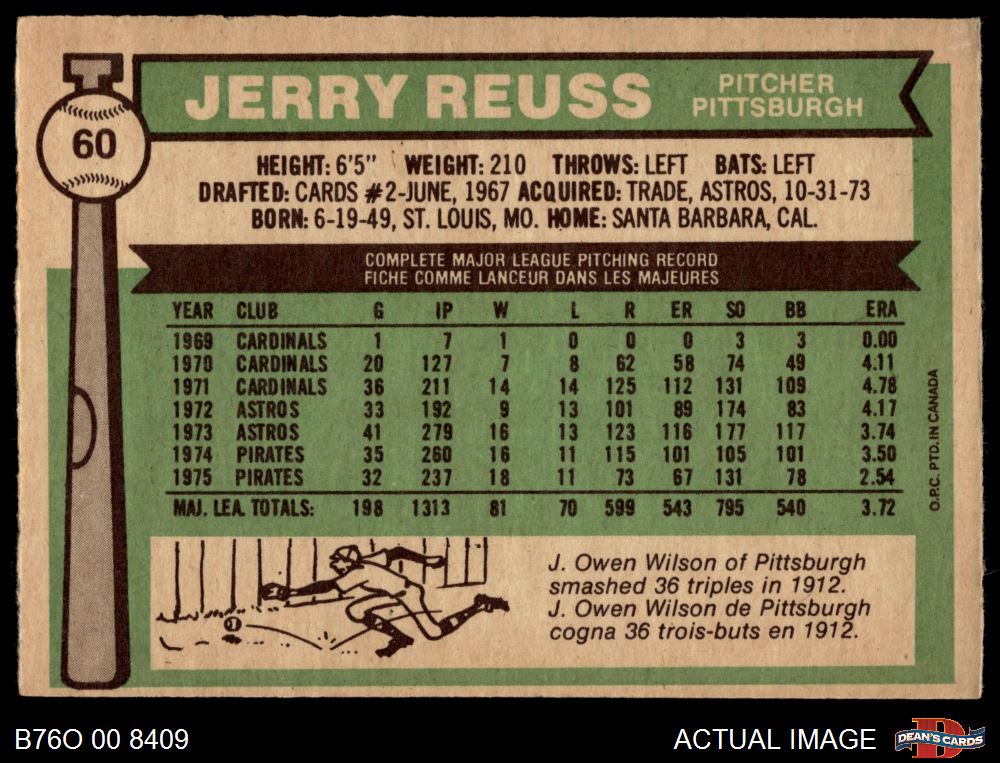 60
JERRY REUSS
PITCHER
PITTSBURGH
HEIGHT: 6'5" WEIGHT: 210 THROWS: LEFT BATS: LEFT
DRAFTED: CARDS #2-JUNE, 1967 ACQUIRED: TRADE, ASTROS, 10-31-73
BORN: 6-19-49, ST. LOUIS, MO. HOME: SANTA BARBARA, CAL.
COMPLETE MAJOR LEAGUE PITCHING RECORD
FICHE COMME LANCEUR DANS LES MAJEURES
YEAR CLUB G IP W L R ER SO BB ERA
1969 CARDINALS 1 7 1 0 0 0 3 3 0.00
1970 CARDINALS 20 127 7 8 62 58 74 49 4.11
1971 CARDINALS 36 211 14 14 125 112 131 109 4.78
1972 ASTROS 33 192 9 13 101 89 174 83 4.17
1973 ASTROS 41 279 16 13 123 116 177 117 3.74
1974 PIRATES 35 260 16 11 115 101 105 101 3.50
1975 PIRATES 32 237 18 11 73 67 131 78 2.54
MAJ. LEA. TOTALS: 198 1313 81 70 599 543 795 540 3.72
O.P.C. PTD. IN CANADA
J. Owen Wilson of Pittsburgh
smashed 36 triples in 1912.
J. Owen Wilson de Pittsburgh
cogna 36 trois-buts en 1912.
B76O 00 8409
ACTUAL IMAGE
DEAN'S CARDS